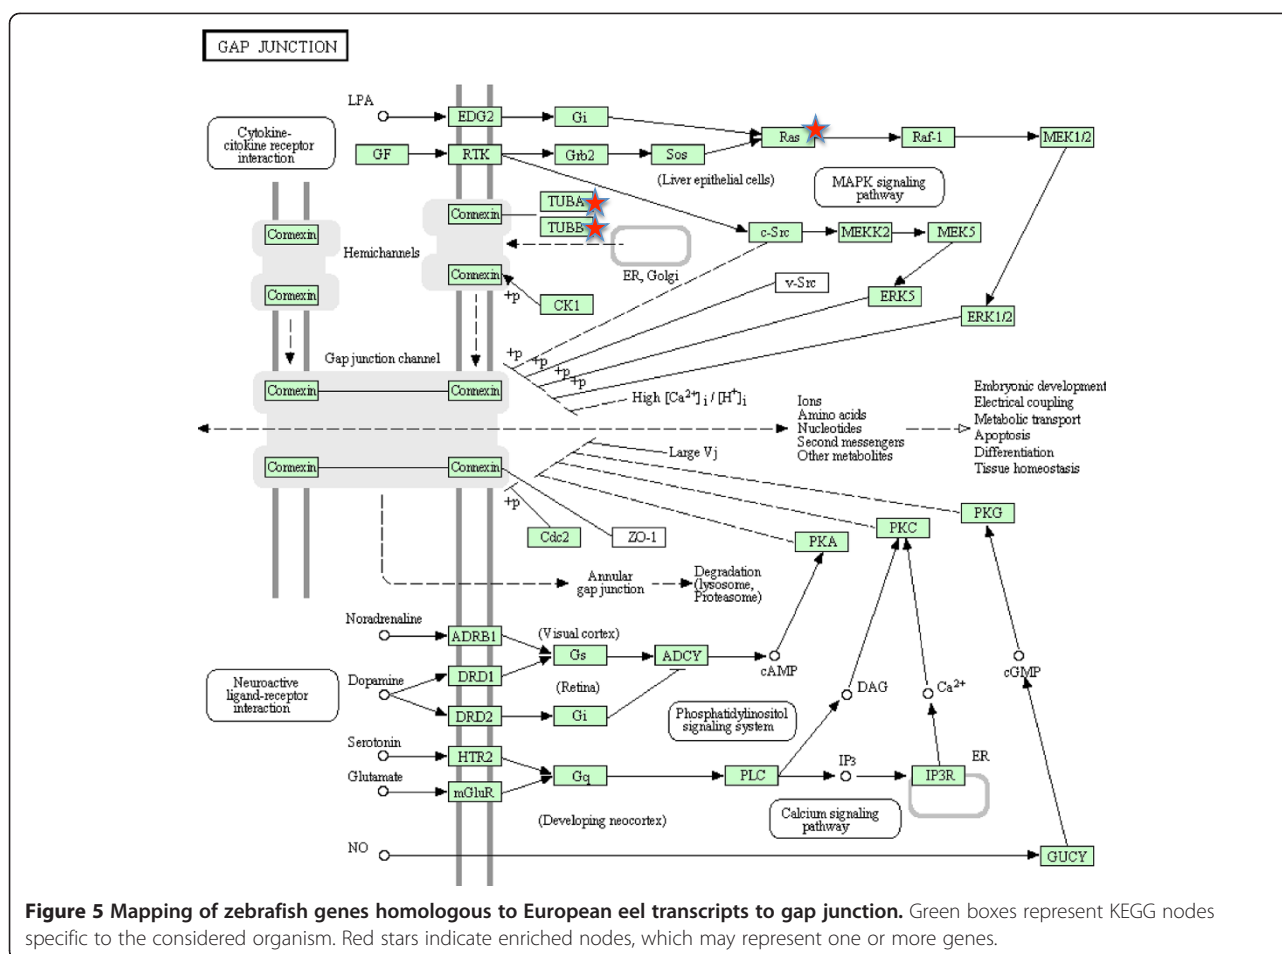 GAP JUNCTION
LPA
EDG2
Gi
Ras
Raf-1
MEK1/2
Cytokine-
citokine receptor
interaction
GF
RTK
Grb2
Sos
(Liver epithelial cells)
MAPK signaling
pathway
TUBA
TUBB
Connexin
Connexin
Hemichannels
c-Src
MEKK2
MEK5
ER, Golgi
Connexin
Connexin
+p
CK1
v-Src
ERK5
ERK1/2
Gap junction channel
+p
+p
+p
+p
Connexin
Connexin
High [Ca2+]i / [H+]i
Ions
Amino acids
Nucleotides
Second messengers
Other metabolites
Embryonic development
Electrical coupling
Metabolic transport
Apoptosis
Differentiation
Tissue homeostasis
Large Vj
Connexin
Connexin
+p
Cdc2
ZO-1
PKA
PKC
PKG
Annular
gap junction
Degradation
(lysosome,
Proteasome)
Noradrenaline
ADRB1
(Visual cortex)
Gs
ADCY
cAMP
cGMP
Neuroactive
ligand-receptor
interaction
Dopamine
DRD1
(Retina)
DRD2
Gi
DAG
Ca2+
Phosphatidylinositol
signaling system
Serotonin
HTR2
Glutamate
mGluR
Gq
PLC
IP3
IP3R
ER
(Developing neocortex)
Calcium signaling
pathway
NO
GUCY
Figure 5 Mapping of zebrafish genes homologous to European eel transcripts to gap junction. Green boxes represent KEGG nodes
specific to the considered organism. Red stars indicate enriched nodes, which may represent one or more genes.